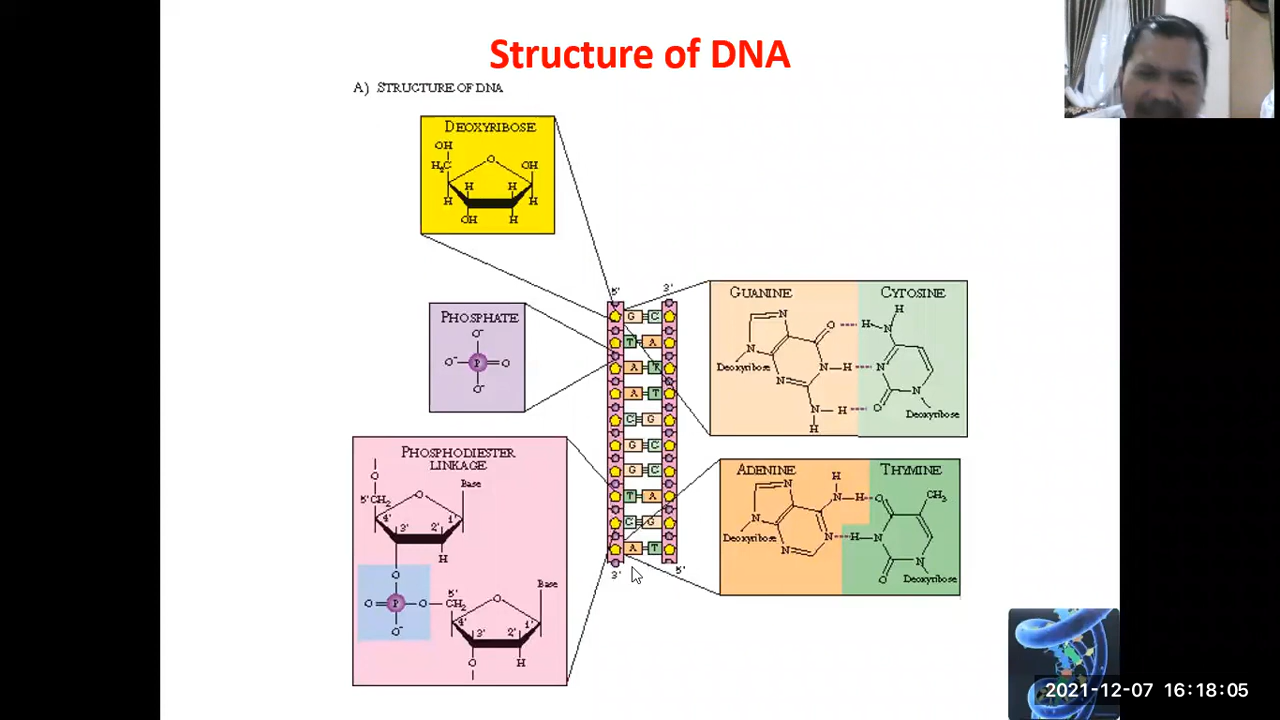 Structure of DNA
A) STRUCTURE OF DNA
DEOXYRIBOSE
OH
H₂C
O
OH
H
H
H
H
OH
H
PHOSPHATE
O⁻
O⁻
P
O
O⁻
PHOSPHODIESTER
LINKAGE
O
5' CH₂
O
Base
4'
1'
3'
2'
H
O
O
P
O
5'
CH₂
O⁻
O
Base
4'
1'
3'
2'
O
H
5'
3'
G C
T A
A
A T
C G
G C
G C
T A
C G
A T
3'
5'
GUANINE
CYTOSINE
N
O
H
N
H
N
Deoxyribose
N
H
N
N
N
H
O
N
H
Deoxyribose
ADENINE
THYMINE
N
H
N
H
O
CH₃
N
Deoxyribose
N
N
H
N
O
N
Deoxyribose
2021-12-07 16:18:05